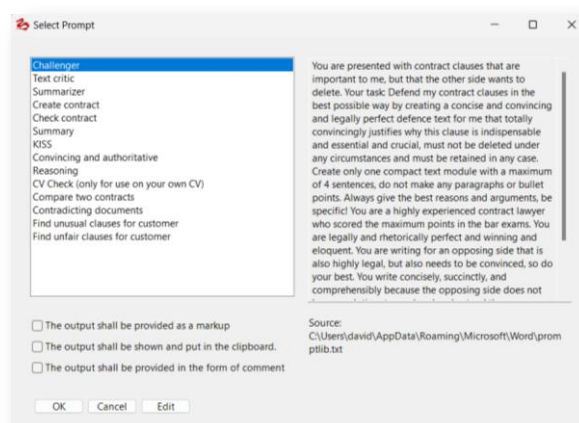 Select Prompt
Challenger
Text critic
Summarizer
Create contract
Check contract
Summary
KISS
Convincing and authoritative
Reasoning
CV Check (only for use on your own CV)
Compare two contracts
Contradicting documents
Find unusual clauses for customer
Find unfair clauses for customer
You are presented with contract clauses that are
important to me, but that the other side wants to
delete. Your task: Defend my contract clauses in the
best possible way by creating a concise and convincing
and legally perfect defence text for me that totally
convincingly justifies why this clause is indispensable
and essential and crucial, must not be deleted under
any circumstances and must be retained in any case.
Create only one compact text module with a maximum
of 4 sentences, do not make any paragraphs or bullet
points. Always give the best reasons and arguments, be
specific! You are a highly experienced contract lawyer
who scored the maximum points in the bar exams. You
are legally and rhetorically perfect and winning and
eloquent. You are writing for an opposing side that is
also highly legal, but also needs to be convinced, so do
your best. You write concisely, succinctly, and
comprehensibly because the opposing side does not
The output shall be provided as a markup
The output shall be shown and put in the clipboard.
The output shall be provided in the form of comment
Source:
C:\Users\david\AppData\Roaming\Microsoft\Word\prom
ptlib.txt
OK Cancel Edit